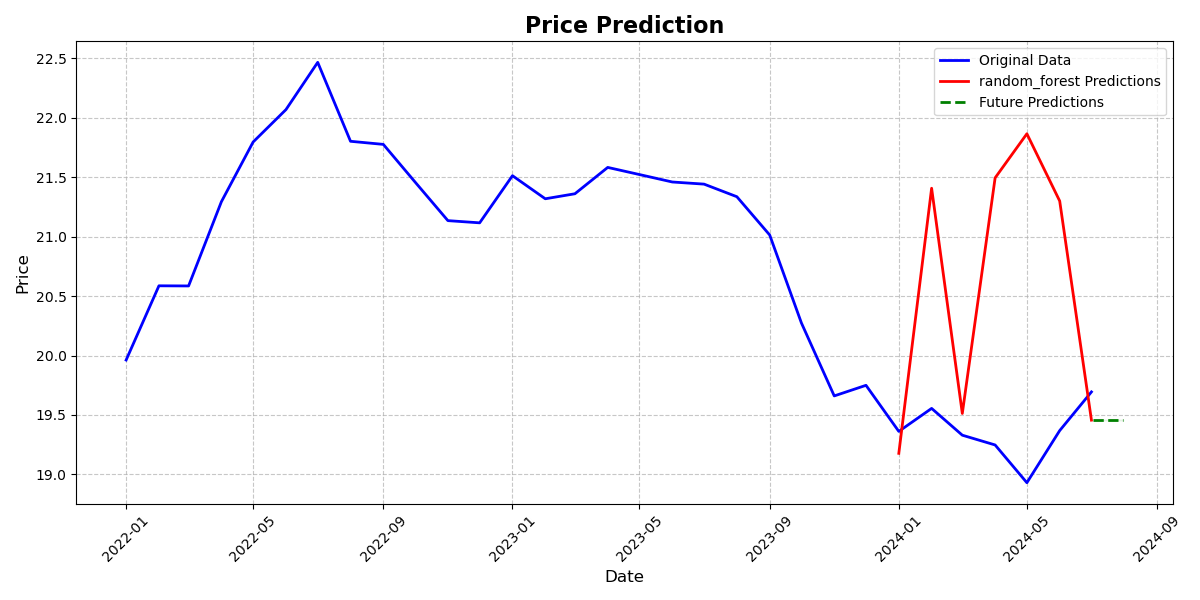 Price Prediction
Original Data
random_forest Predictions
Future Predictions
Price
22.5
22.0
21.5
21.0
20.5
20.0
19.5
19.0
2022-01
2022-05
2022-09
2023-01
2023-05
2023-09
2024-01
2024-05
2024-09
Date